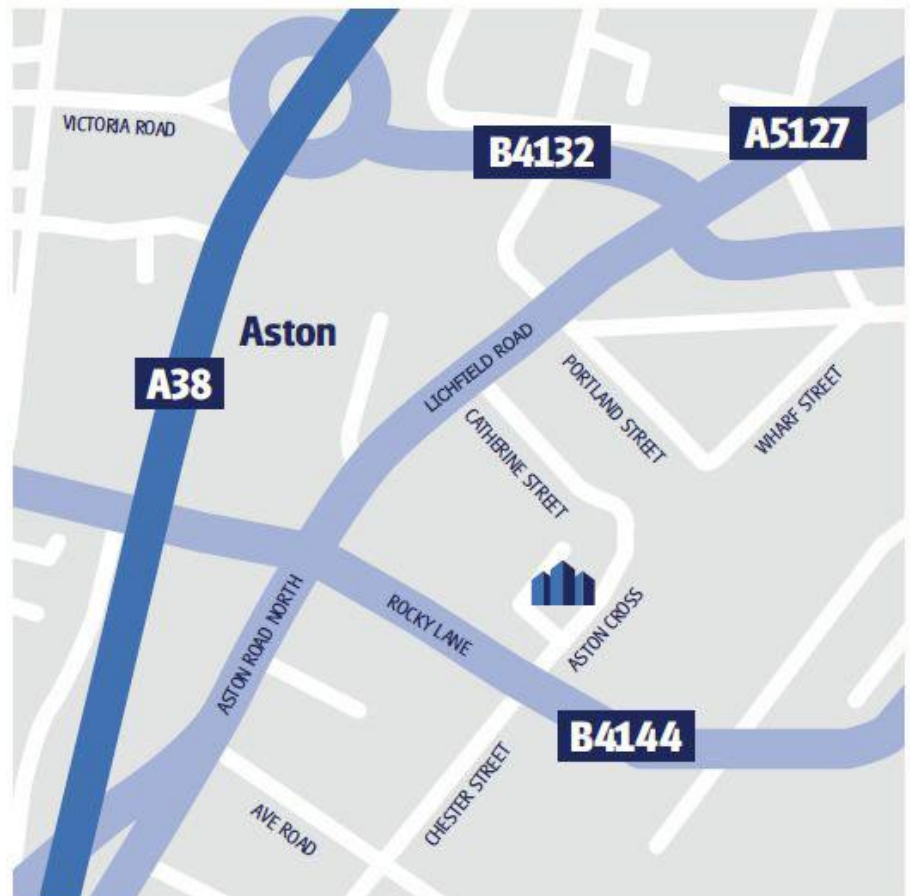 VICTORIA ROAD
B4132
A5127
Aston
A38
LICHFIELD ROAD
PORTLAND STREET
WHARF STREET
CATHERINE STREET
ASTON ROAD NORTH
ROCKY LANE
ASTON CROSS
B4144
CHESTER STREET
AVE ROAD